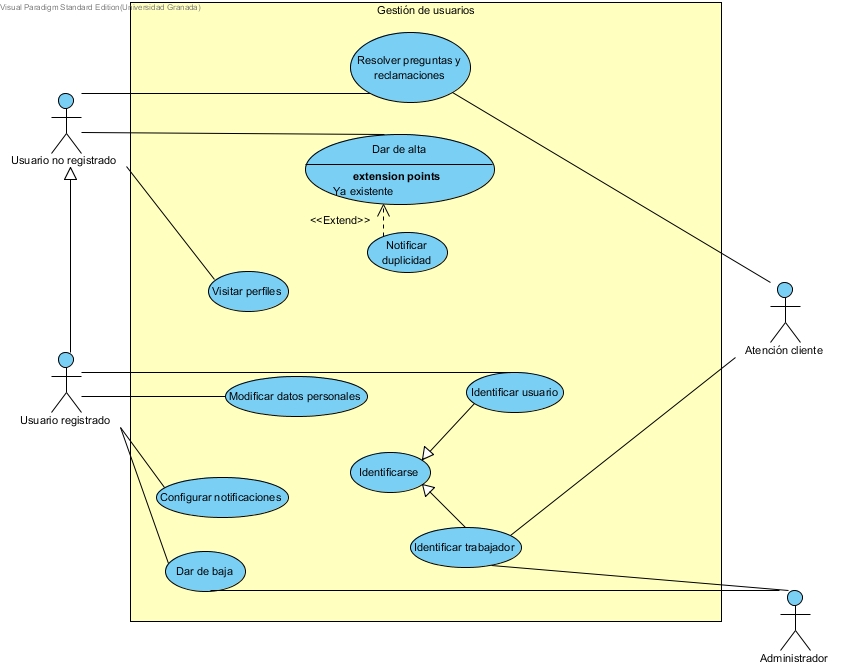 Visual Paradigm Standard Edition(Universidad Granada)
Gestión de usuarios
Resolver preguntas y
reclamaciones
Usuario no registrado
Dar de alta
extension points
Ya existente
<<Extend>>
Notificar
duplicidad
Visitar perfiles
Atención cliente
Usuario registrado
Modificar datos personales
Identificar usuario
Identificarse
Configurar notificaciones
Identificar trabajador
Dar de baja
Administrador